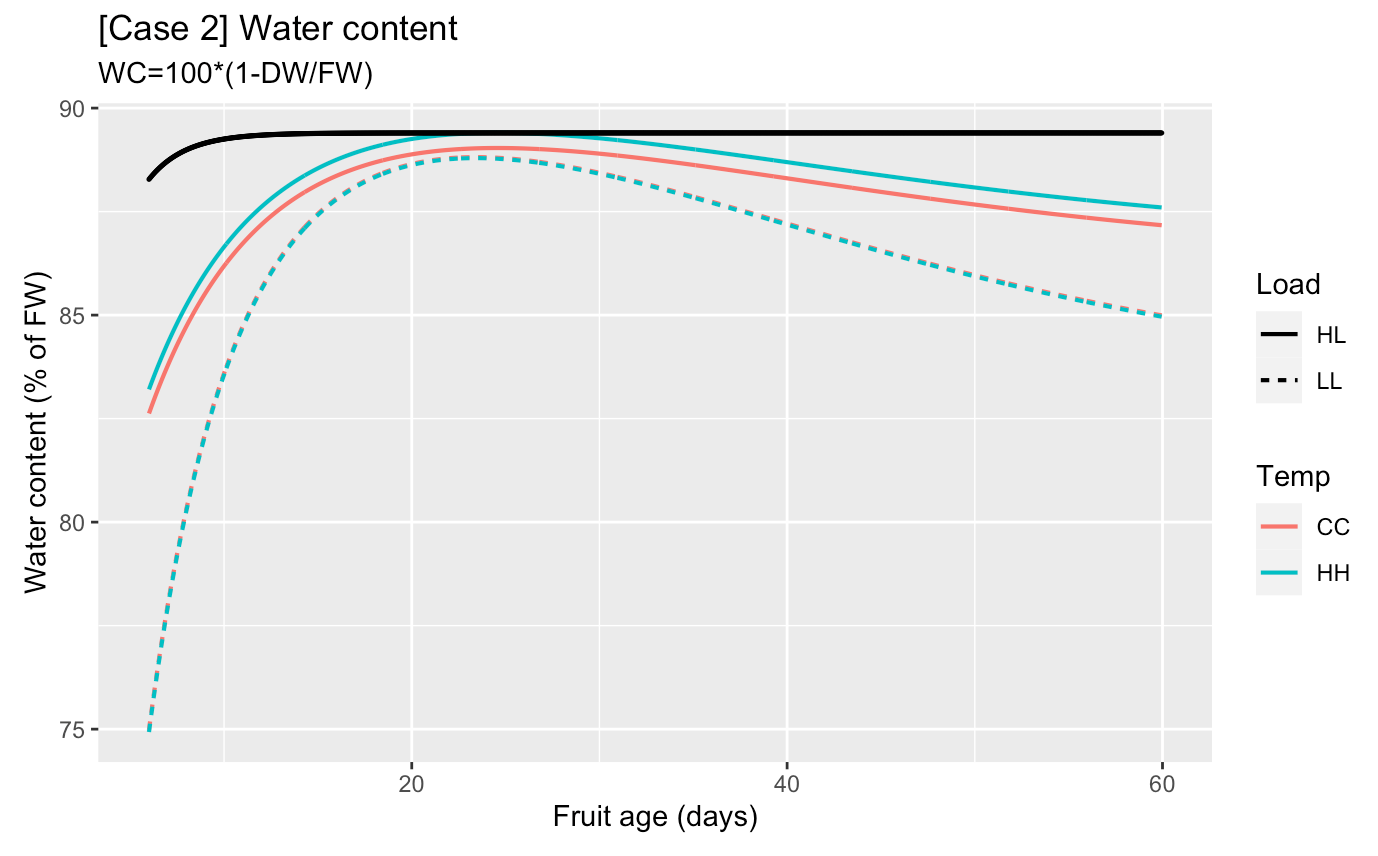 [Case 2] Water content
WC=100*(1-DW/FW)
90
85
80
75
Water content (% of FW)
20
40
60
Fruit age (days)
Load
HL
LL
Temp
CC
HH